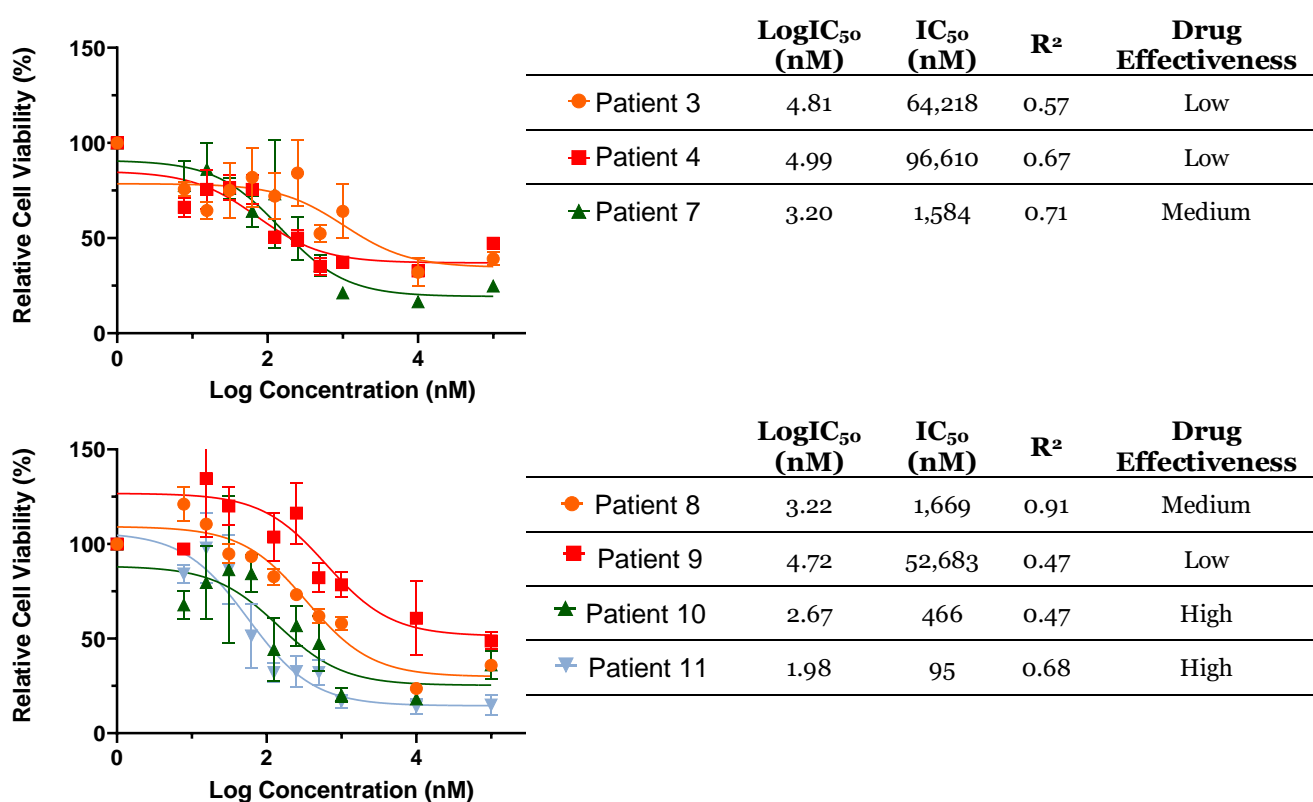 150
100
50
0
Relative Cell Viability (%)
0 2 4
Log Concentration (nM)
LogIC₅₀ (nM) IC₅₀ (nM) R² Drug Effectiveness
Patient 3 4.81 64,218 0.57 Low
Patient 4 4.99 96,610 0.67 Low
Patient 7 3.20 1,584 0.71 Medium
150
100
50
0
Relative Cell Viability (%)
0 2 4
Log Concentration (nM)
LogIC₅₀ (nM) IC₅₀ (nM) R² Drug Effectiveness
Patient 8 3.22 1,669 0.91 Medium
Patient 9 4.72 52,683 0.47 Low
Patient 10 2.67 466 0.47 High
Patient 11 1.98 95 0.68 High